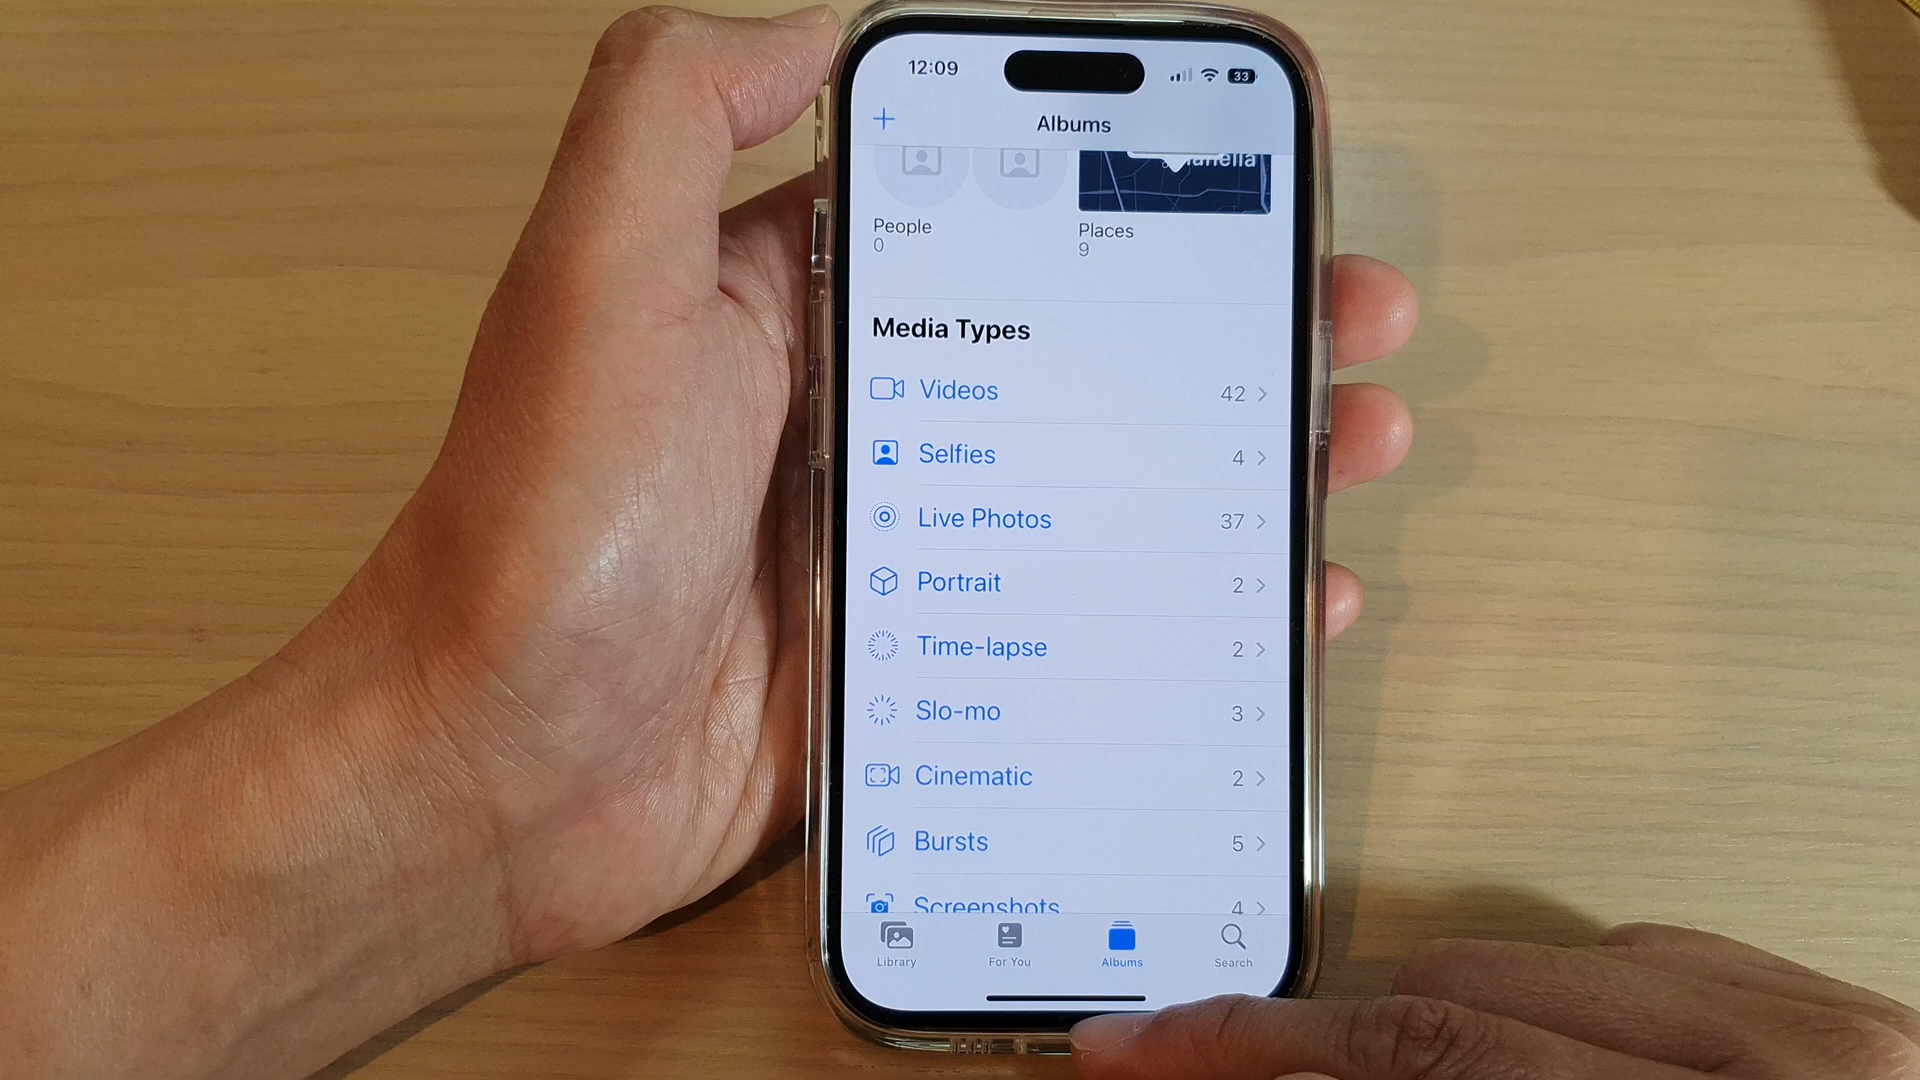 12:09
33
Albums
People
0
Places
9
Media Types
Videos 42
Selfies 4
Live Photos 37
Portrait 2
Time-lapse 2
Slo-mo 3
Cinematic 2
Bursts 5
Screenshots 4
Library
For You
Albums
Search